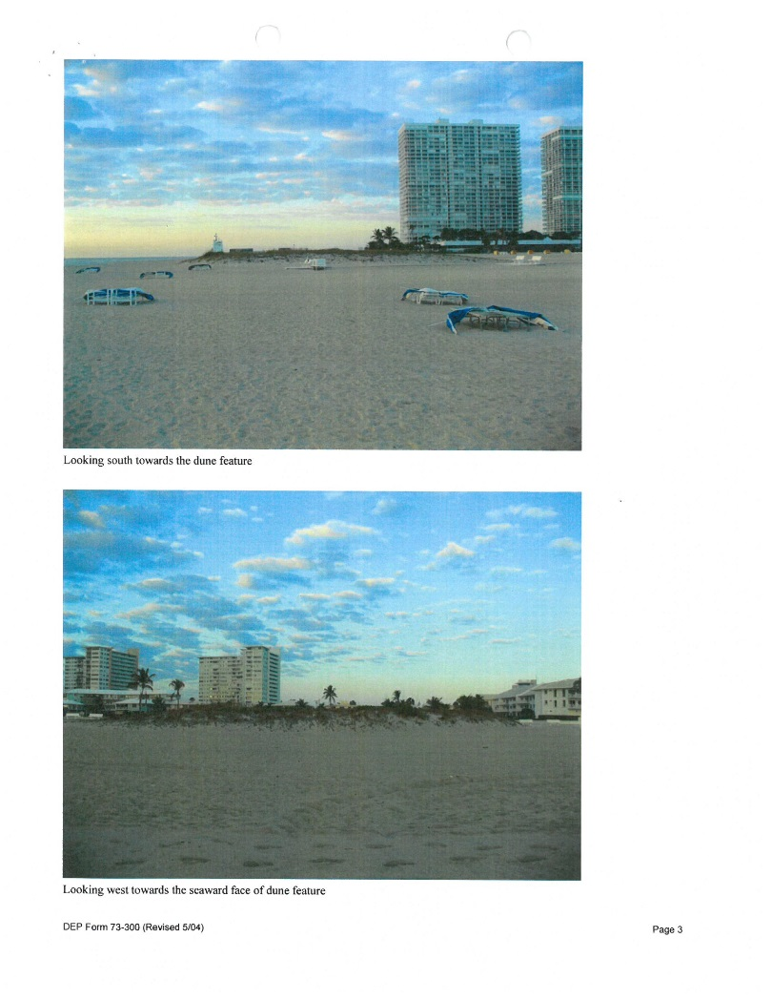 Looking south towards the dune feature
Looking west towards the seaward face of dune feature
DEP Form 73-300 (Revised 5/04)
Page 3